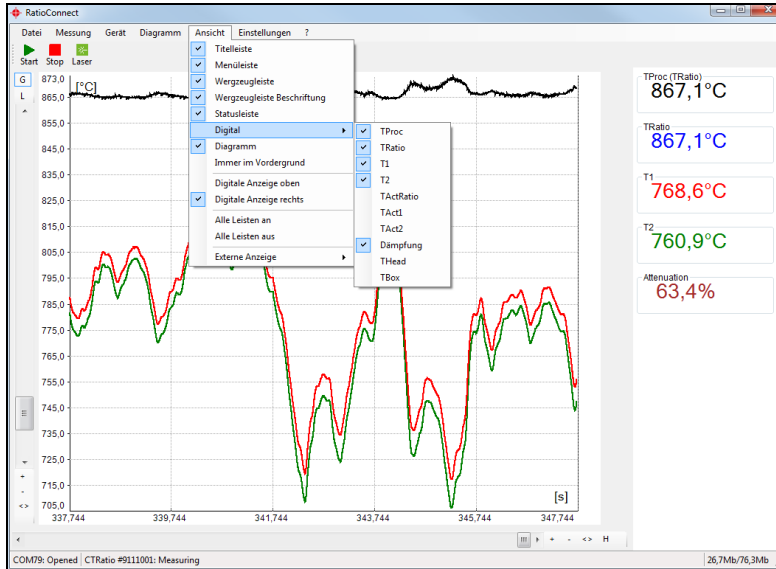 RatioConnect
Datei Messung Gerät Diagramm Ansicht Einstellungen ?
Start Stop Laser
Titelleiste
Menüleiste
Wergzeugleiste
Wergzeugleiste Beschriftung
Statusleiste
Digital
Diagramm
Immer im Vordergrund
Digitale Anzeige oben
Digitale Anzeige rechts
Alle Leisten an
Alle Leisten aus
Externe Anzeige
TProc
TRatio
T1
T2
TActRatio
TAct1
TAct2
Dämpfung
THead
TBox
G
L
+
-
<>
[°C]
873,0
865,0
855,0
845,0
835,0
825,0
815,0
805,0
795,0
785,0
775,0
765,0
755,0
745,0
735,0
725,0
715,0
705,0
[s]
337,744 339,744 341,744 343,744 345,744 347,744
+ - <> H
TProc (TRatio)
867,1°C
TRatio
867,1°C
T1
768,6°C
T2
760,9°C
Attenuation
63,4%
COM79: Opened CTRatio #9111001: Measuring 26,7Mb/76,3Mb